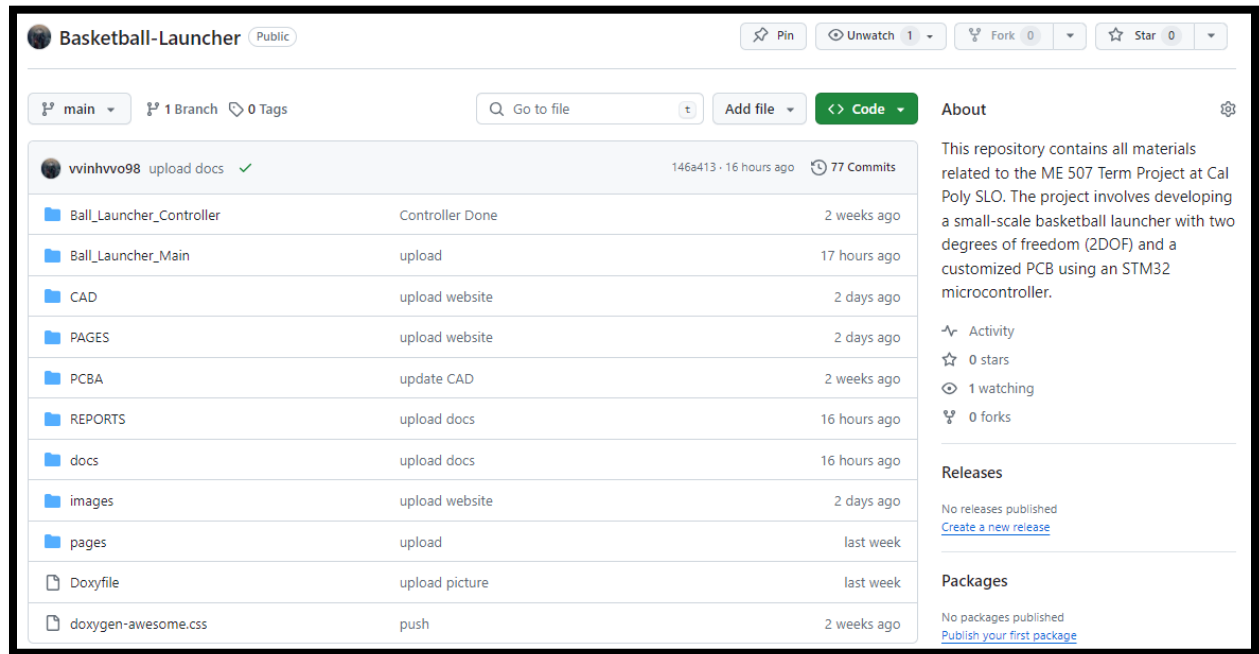 Basketball-Launcher Public
Pin Unwatch 1 Fork 0 Star 0
main 1 Branch 0 Tags Go to file t Add file <> Code
vvinhvvo98 upload docs 146a413 · 16 hours ago 77 Commits
Ball_Launcher_Controller Controller Done 2 weeks ago
Ball_Launcher_Main upload 17 hours ago
CAD upload website 2 days ago
PAGES upload website 2 days ago
PCBA update CAD 2 weeks ago
REPORTS upload docs 16 hours ago
docs upload docs 16 hours ago
images upload website 2 days ago
pages upload last week
Doxyfile upload picture last week
doxygen-awesome.css push 2 weeks ago
About
This repository contains all materials
related to the ME 507 Term Project at Cal
Poly SLO. The project involves developing
a small-scale basketball launcher with two
degrees of freedom (2DOF) and a
customized PCB using an STM32
microcontroller.
Activity
0 stars
1 watching
0 forks
Releases
No releases published
Create a new release
Packages
No packages published
Publish your first package